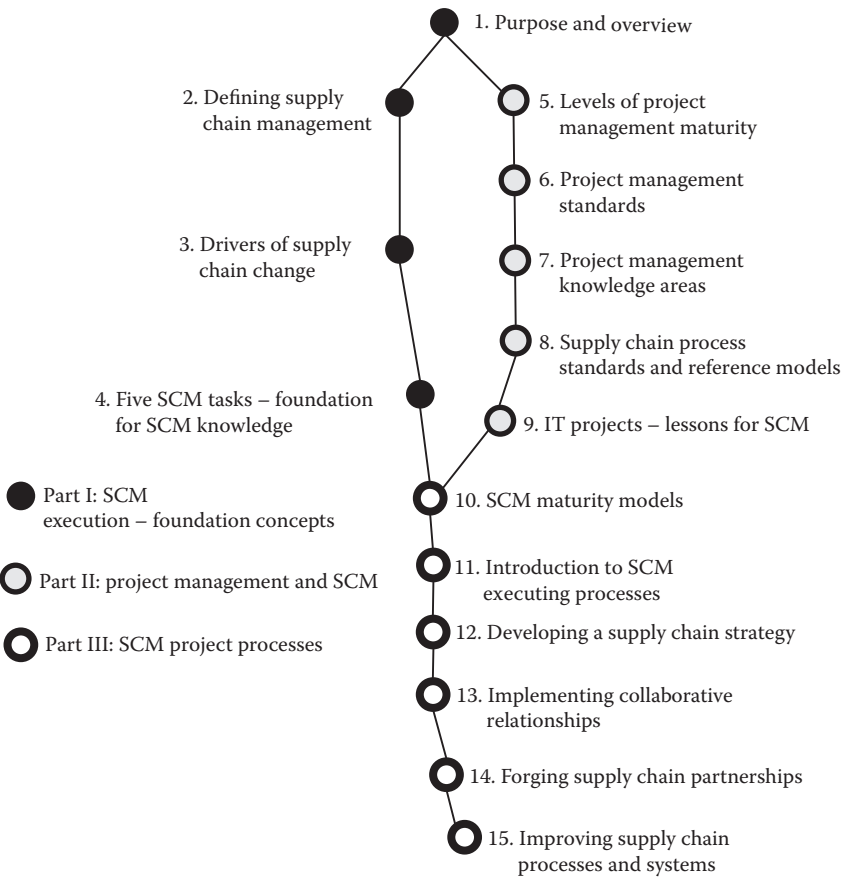 1. Purpose and overview
2. Defining supply
chain management
3. Drivers of supply
chain change
4. Five SCM tasks – foundation
for SCM knowledge
5. Levels of project
management maturity
6. Project management
standards
7. Project management
knowledge areas
8. Supply chain process
standards and reference models
9. IT projects – lessons for SCM
10. SCM maturity models
11. Introduction to SCM
executing processes
12. Developing a supply chain strategy
13. Implementing collaborative
relationships
14. Forging supply chain partnerships
15. Improving supply chain
processes and systems
Part I: SCM
execution – foundation concepts
Part II: project management and SCM
Part III: SCM project processes